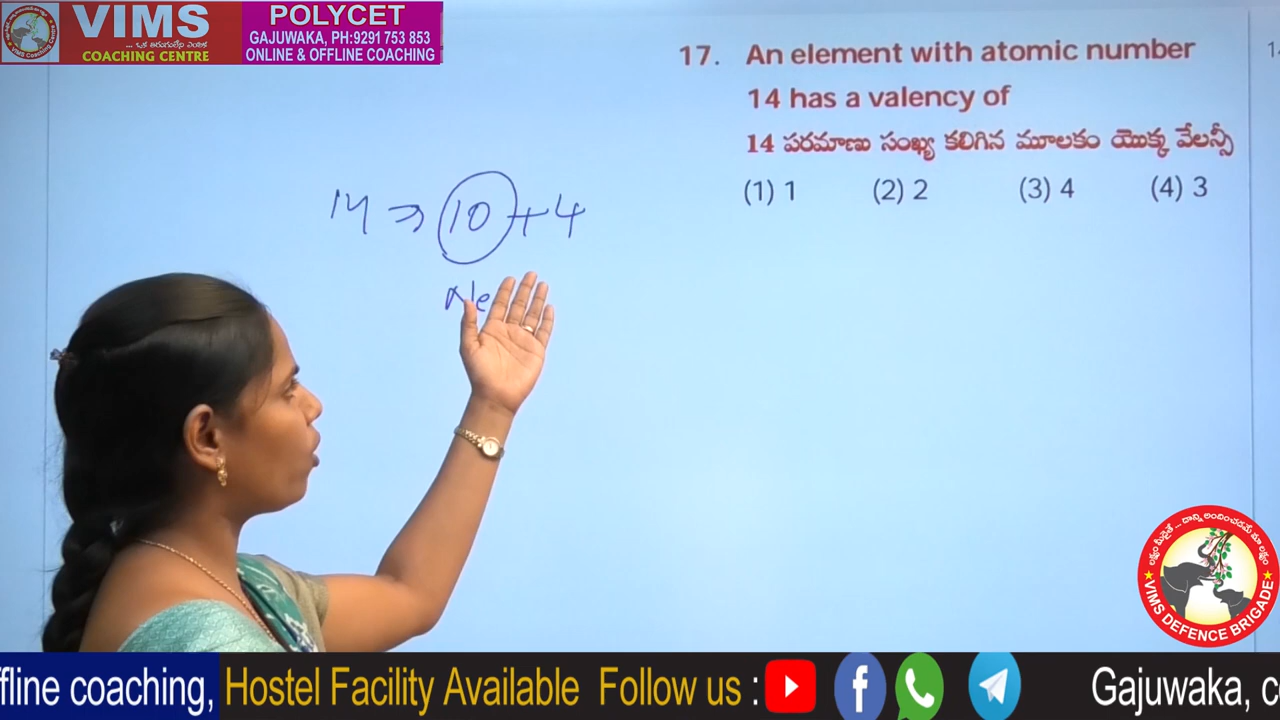 VIMS
... ఒక తిరుగులేని ఎంపిక
COACHING CENTRE
POLYCET
GAJUWAKA, PH:9291 753 853
ONLINE & OFFLINE COACHING
17. An element with atomic number
14 has a valency of
14 పరమాణు సంఖ్య కలిగిన మూలకం యొక్క వేలన్సీ
(1) 1 (2) 2 (3) 4 (4) 3
14 ⇒ 10 + 4
Ne
VIMS DEFENCE BRIGADE
ffline coaching, Hostel Facility Available Follow us : Gajuwaka, c